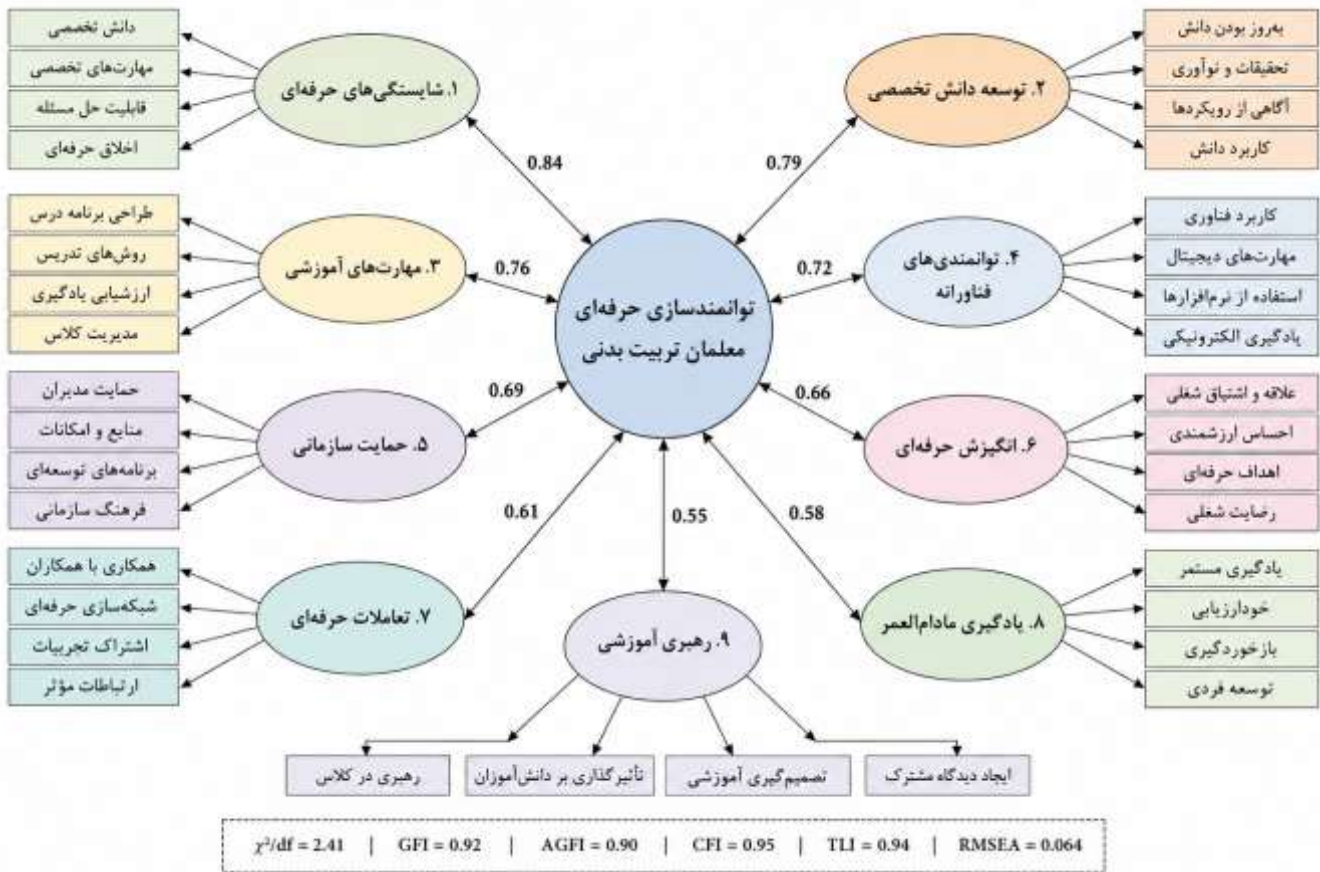 ۱. شایستگی‌های حرفه‌ای
دانش تخصصی
مهارت‌های تخصصی
قابلیت حل مسئله
اخلاق حرفه‌ای
0.84
۲. توسعه دانش تخصصی
به‌روز بودن دانش
تحقیقات و نوآوری
آگاهی از رویکردها
کاربرد دانش
0.79
۳. مهارت‌های آموزشی
طراحی برنامه درس
روش‌های تدریس
ارزشیابی یادگیری
مدیریت کلاس
0.76
۴. توانمندی‌های
فناورانه
کاربرد فناوری
مهارت‌های دیجیتال
استفاده از نرم‌افزارها
یادگیری الکترونیکی
0.72
توانمندسازی حرفه‌ای
معلمان تربیت بدنی
۵. حمایت سازمانی
حمایت مدیران
منابع و امکانات
برنامه‌های توسعه‌ای
فرهنگ سازمانی
0.69
۶. انگیزش حرفه‌ای
علاقه و اشتیاق شغلی
احساس ارزشمندی
اهداف حرفه‌ای
رضایت شغلی
0.66
۷. تعاملات حرفه‌ای
همکاری با همکاران
شبکه‌سازی حرفه‌ای
اشتراک تجربیات
ارتباطات مؤثر
0.61
۸. یادگیری مادام‌العمر
یادگیری مستمر
خودارزیابی
بازخوردگیری
توسعه فردی
0.58
۹. رهبری آموزشی
0.55
ایجاد دیدگاه مشترک
تصمیم‌گیری آموزشی
تأثیرگذاری بر دانش‌آموزان
رهبری در کلاس
χ²/df = 2.41 | GFI = 0.92 | AGFI = 0.90 | CFI = 0.95 | TLI = 0.94 | RMSEA = 0.064